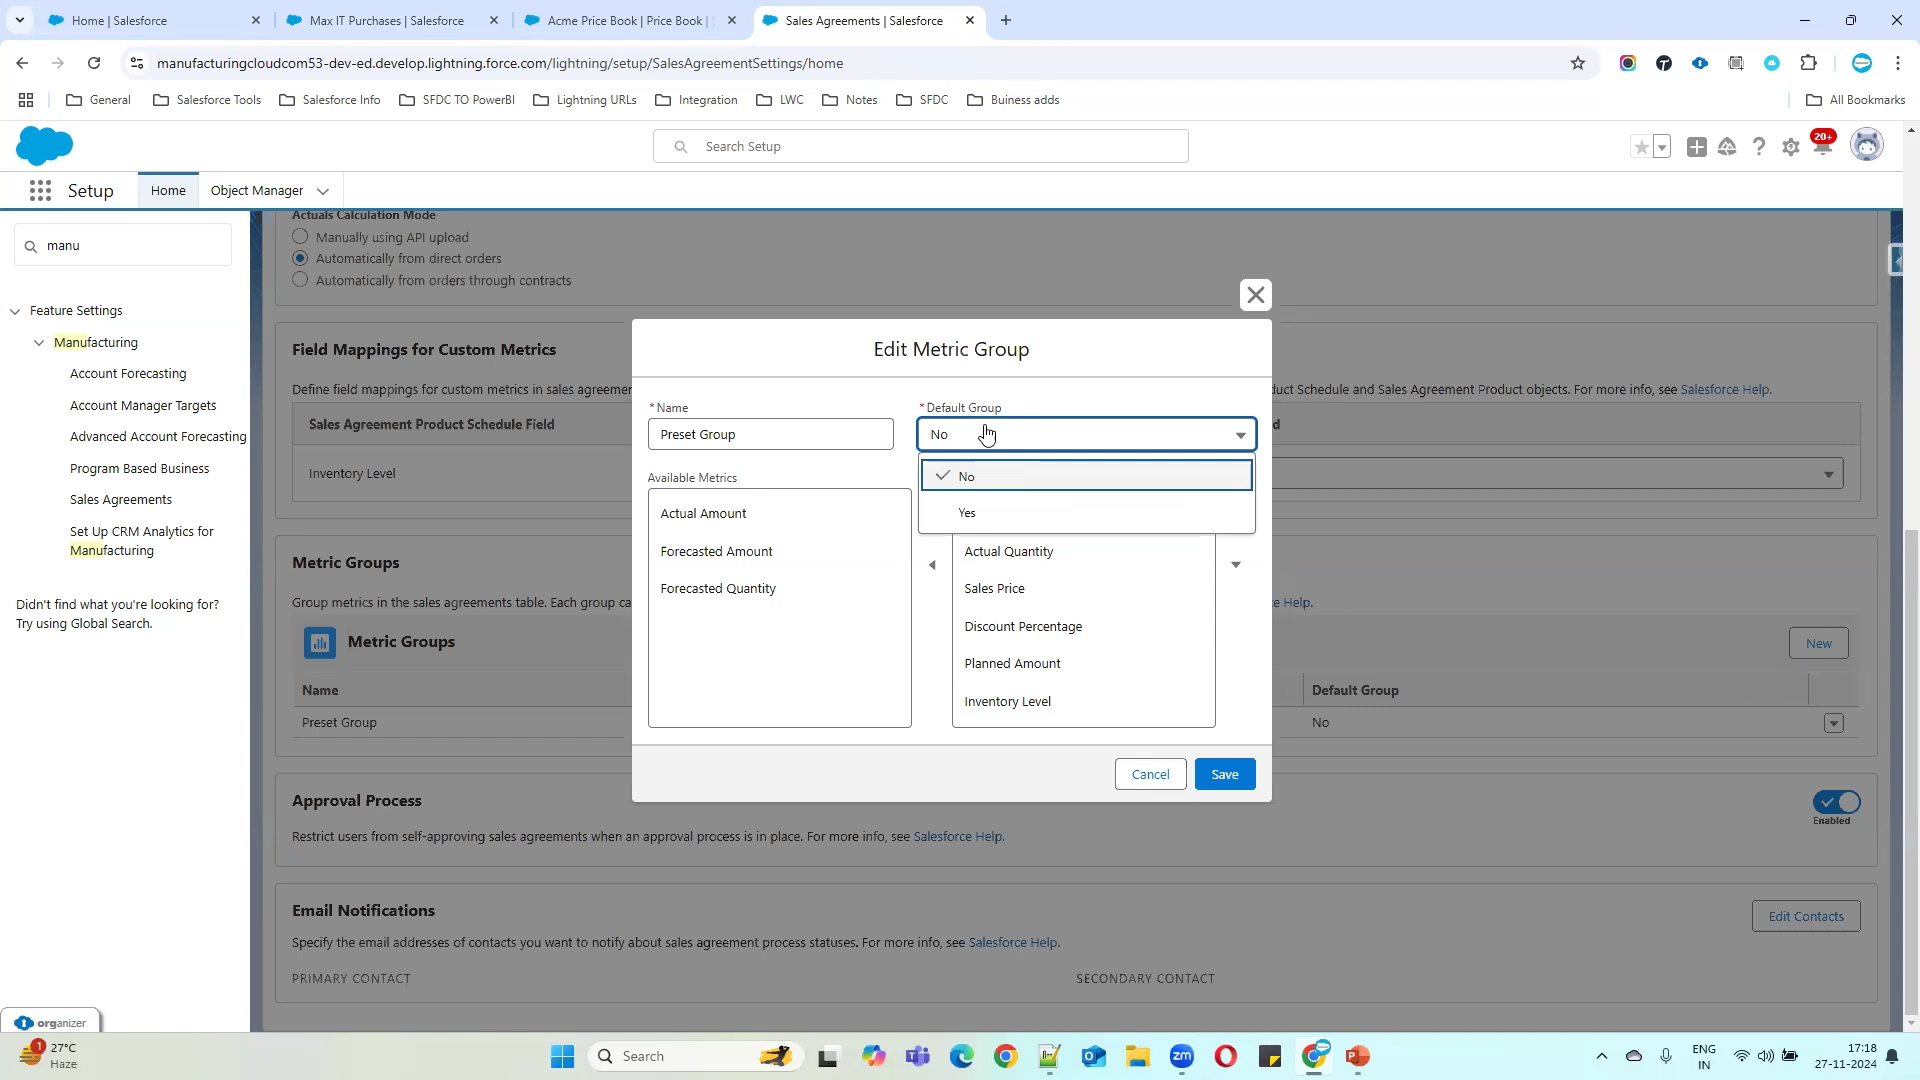 Home | Salesforce
Max IT Purchases | Salesforce
Acme Price Book | Price Book |
Sales Agreements | Salesforce
manufacturingcloudcom53-dev-ed.develop.lightning.force.com/lightning/setup/SalesAgreementSettings/home
General
Salesforce Tools
Salesforce Info
SFDC TO PowerBI
Lightning URLs
Integration
LWC
Notes
SFDC
Buiness adds
All Bookmarks
Search Setup
20+
Setup
Home
Object Manager
manu
Feature Settings
Manufacturing
Account Forecasting
Account Manager Targets
Advanced Account Forecasting
Program Based Business
Sales Agreements
Set Up CRM Analytics for
Manufacturing
Didn't find what you're looking for?
Try using Global Search.
organizer
Actuals Calculation Mode
Manually using API upload
Automatically from direct orders
Automatically from orders through contracts
Field Mappings for Custom Metrics
Define field mappings for custom metrics in sales agreemen
duct Schedule and Sales Agreement Product objects. For more info, see Salesforce Help.
Sales Agreement Product Schedule Field
d
Inventory Level
Metric Groups
Group metrics in the sales agreements table. Each group ca
e Help.
Metric Groups
New
Name
Default Group
Preset Group
No
Approval Process
Restrict users from self-approving sales agreements when an approval process is in place. For more info, see Salesforce Help.
Enabled
Email Notifications
Edit Contacts
Specify the email addresses of contacts you want to notify about sales agreement process statuses. For more info, see Salesforce Help.
PRIMARY CONTACT
SECONDARY CONTACT
Edit Metric Group
* Name
* Default Group
Preset Group
No
No
Yes
Available Metrics
Actual Amount
Forecasted Amount
Forecasted Quantity
Actual Quantity
Sales Price
Discount Percentage
Planned Amount
Inventory Level
Cancel
Save
1
27°C
Haze
Search
zm
ENG
IN
17:18
27-11-2024